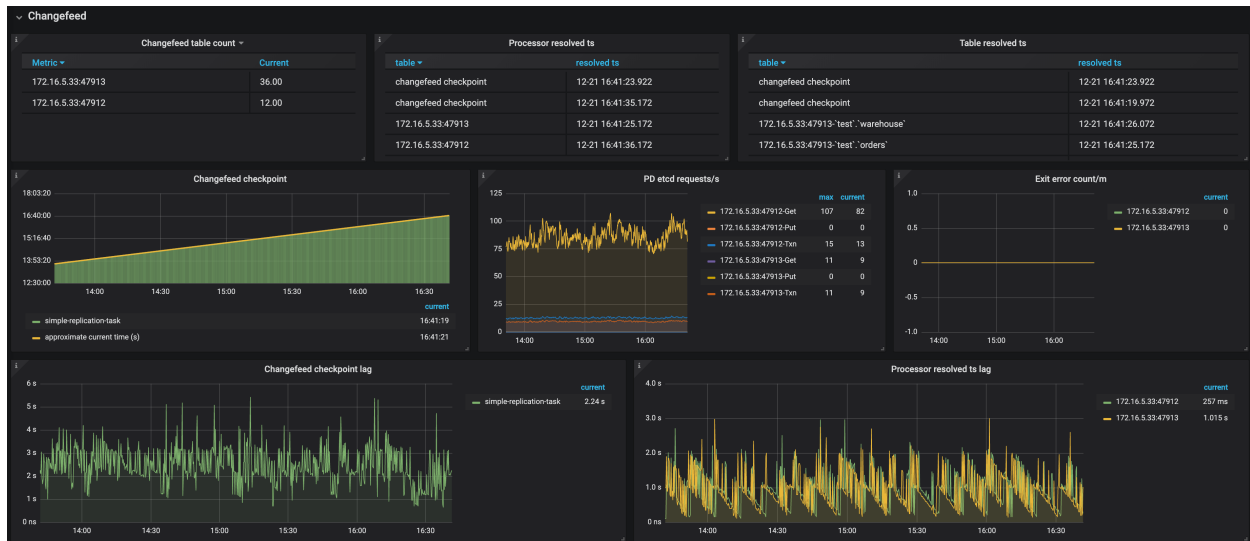 Changefeed
Changefeed table count
Metric Current
172.16.5.33:47913 36.00
172.16.5.33:47912 12.00
Processor resolved ts
table resolved ts
changefeed checkpoint 12-21 16:41:23.922
changefeed checkpoint 12-21 16:41:35.172
172.16.5.33:47913 12-21 16:41:25.172
172.16.5.33:47912 12-21 16:41:36.172
Table resolved ts
table resolved ts
changefeed checkpoint 12-21 16:41:23.922
changefeed checkpoint 12-21 16:41:19.972
172.16.5.33:47913-`test`.`warehouse` 12-21 16:41:26.072
172.16.5.33:47913-`test`.`orders` 12-21 16:41:25.172
Changefeed checkpoint
18:03:20
16:40:00
15:16:40
13:53:20
12:30:00
14:00 14:30 15:00 15:30 16:00 16:30
current
simple-replication-task 16:41:19
approximate current time (s) 16:41:21
PD etcd requests/s
125
100
75
50
25
0
14:00 15:00 16:00
max current
172.16.5.33:47912-Get 107 82
172.16.5.33:47912-Put 0 0
172.16.5.33:47912-Txn 15 13
172.16.5.33:47913-Get 11 9
172.16.5.33:47913-Put 0 0
172.16.5.33:47913-Txn 11 9
Exit error count/m
1.0
0.5
0
-0.5
-1.0
14:00 15:00 16:00
current
172.16.5.33:47912 0
172.16.5.33:47913 0
Changefeed checkpoint lag
6 s
5 s
4 s
3 s
2 s
1 s
0 ns
14:00 14:30 15:00 15:30 16:00 16:30
current
simple-replication-task 2.24 s
Processor resolved ts lag
4.0 s
3.0 s
2.0 s
1.0 s
0 ns
14:00 14:30 15:00 15:30 16:00 16:30
current
172.16.5.33:47912 257 ms
172.16.5.33:47913 1.015 s